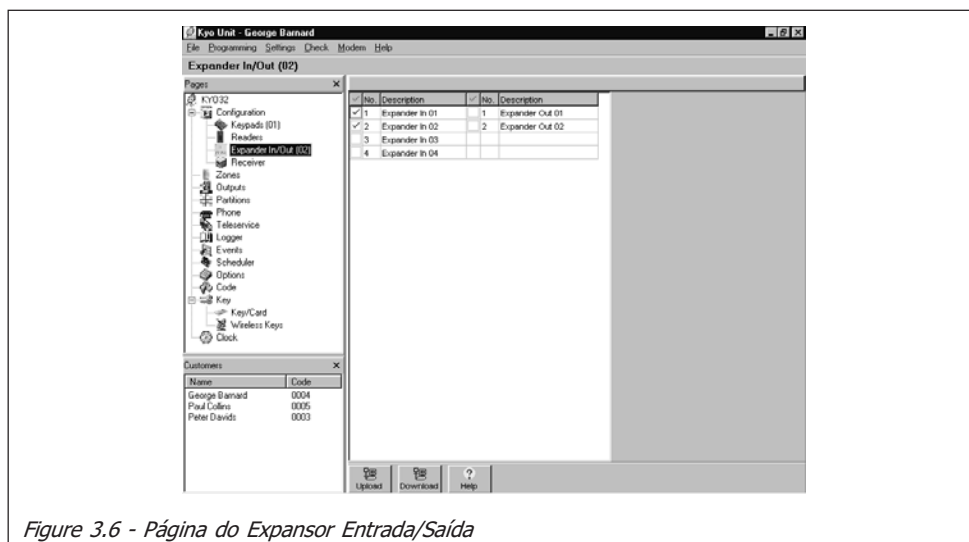 Kyo Unit - George Barnard
File Programming Settings Check Modem Help
Expander In/Out (02)
Pages
KYO32
Configuration
Keypads (01)
Readers
Expander In/Out (02)
Receiver
Zones
Outputs
Partitions
Phone
Teleservice
Logger
Events
Scheduler
Options
Code
Key
Key/Card
Wireless Keys
Clock
No. Description No. Description
1 Expander In 01 1 Expander Out 01
2 Expander In 02 2 Expander Out 02
3 Expander In 03
4 Expander In 04
Customers
Name Code
George Barnard 0004
Paul Collins 0005
Peter Davids 0003
Upload Download Help
Figure 3.6 - Página do Expansor Entrada/Saída